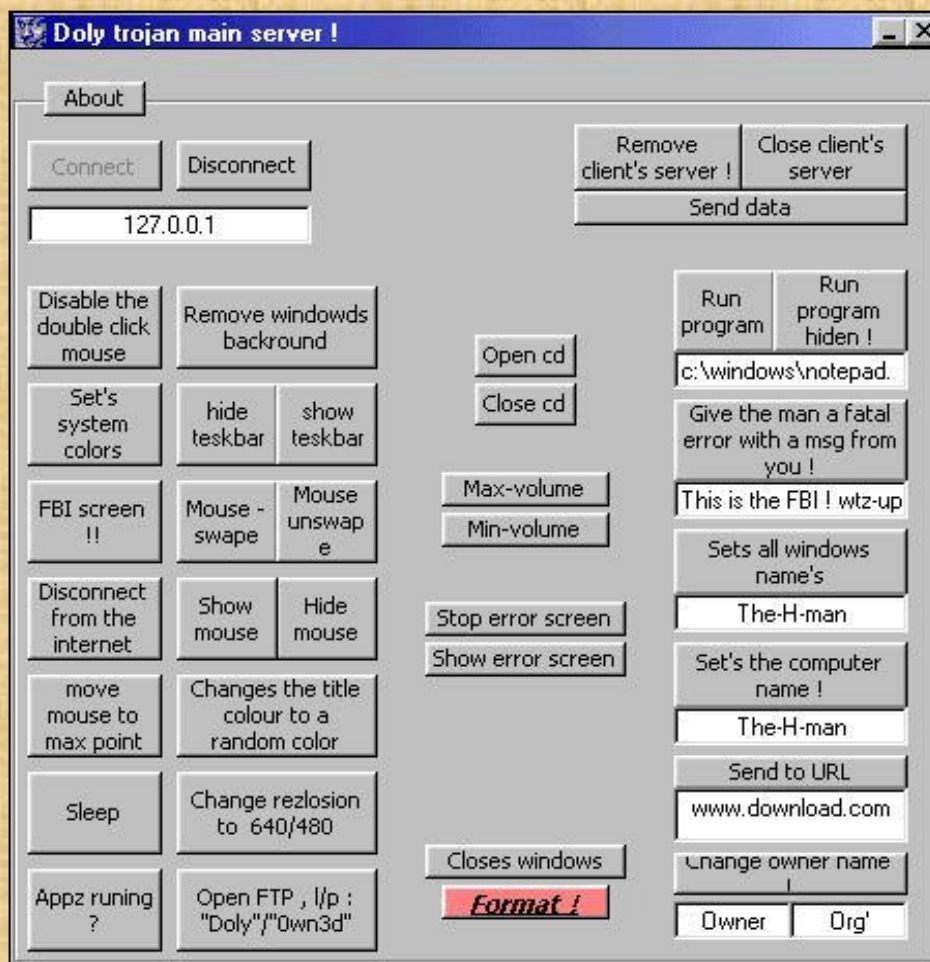 Doly trojan main server !
About
Connect
Disconnect
127.0.0.1
Remove
client's server !
Close client's
server
Send data
Disable the
double click
mouse
Remove windowds
backround
Set's
system
colors
hide
teskbar
show
teskbar
FBI screen
!!
Mouse -
swape
Mouse
unswap
e
Disconnect
from the
internet
Show
mouse
Hide
mouse
move
mouse to
max point
Changes the title
colour to a
random color
Sleep
Change rezlosion
to 640/480
Appz runing
?
Open FTP , l/p :
"Doly"/"0wn3d"
Open cd
Close cd
Max-volume
Min-volume
Stop error screen
Show error screen
Closes windows
Format !
Run
program
Run
program
hiden !
c:\windows\notepad.
Give the man a fatal
error with a msg from
you !
This is the FBI ! wtz-up
Sets all windows
name's
The-H-man
Set's the computer
name !
The-H-man
Send to URL
www.download.com
Change owner name
!
Owner
Org'